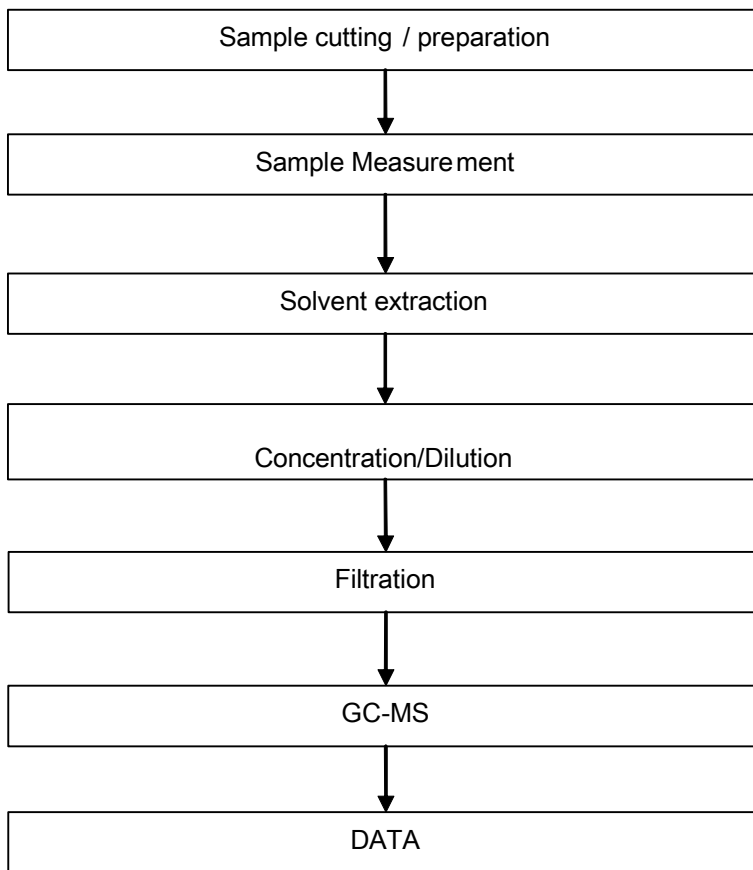 Sample cutting / preparation
Sample Measurement
Solvent extraction
Concentration/Dilution
Filtration
GC-MS
DATA